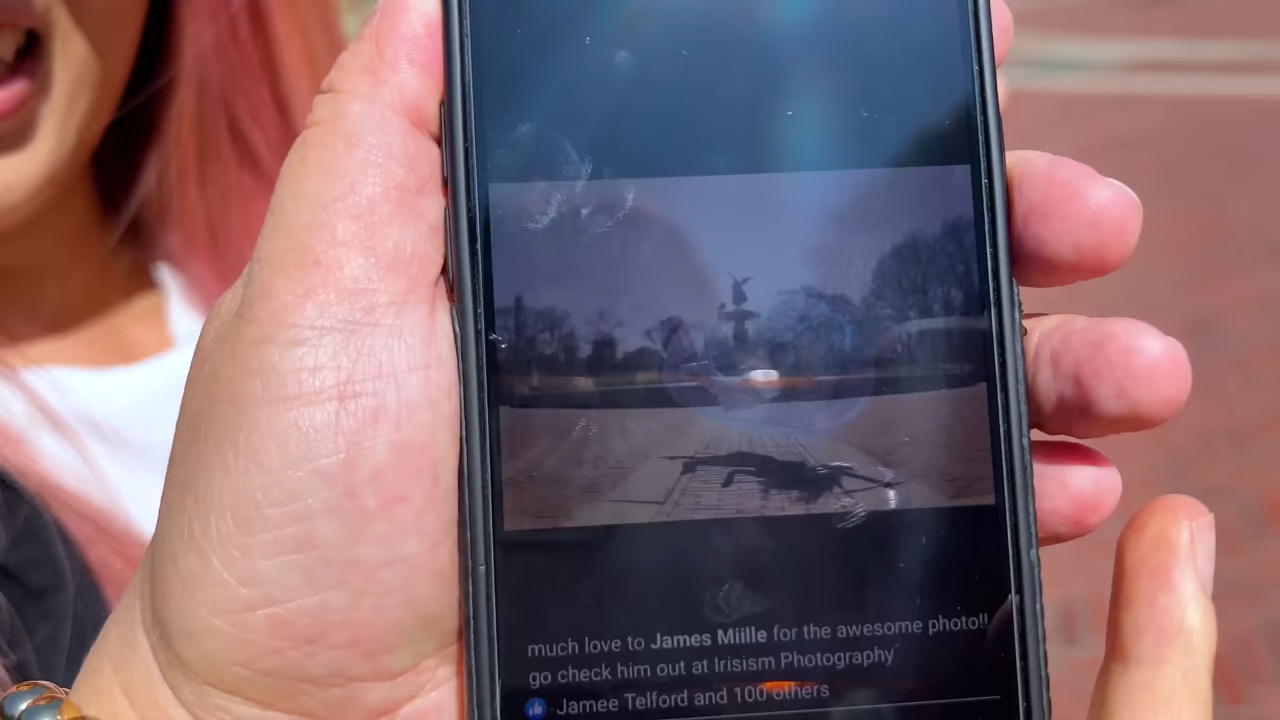 much love to James Miille for the awesome photo!!
go check him out at Irisism Photography
Jamee Telford and 100 others